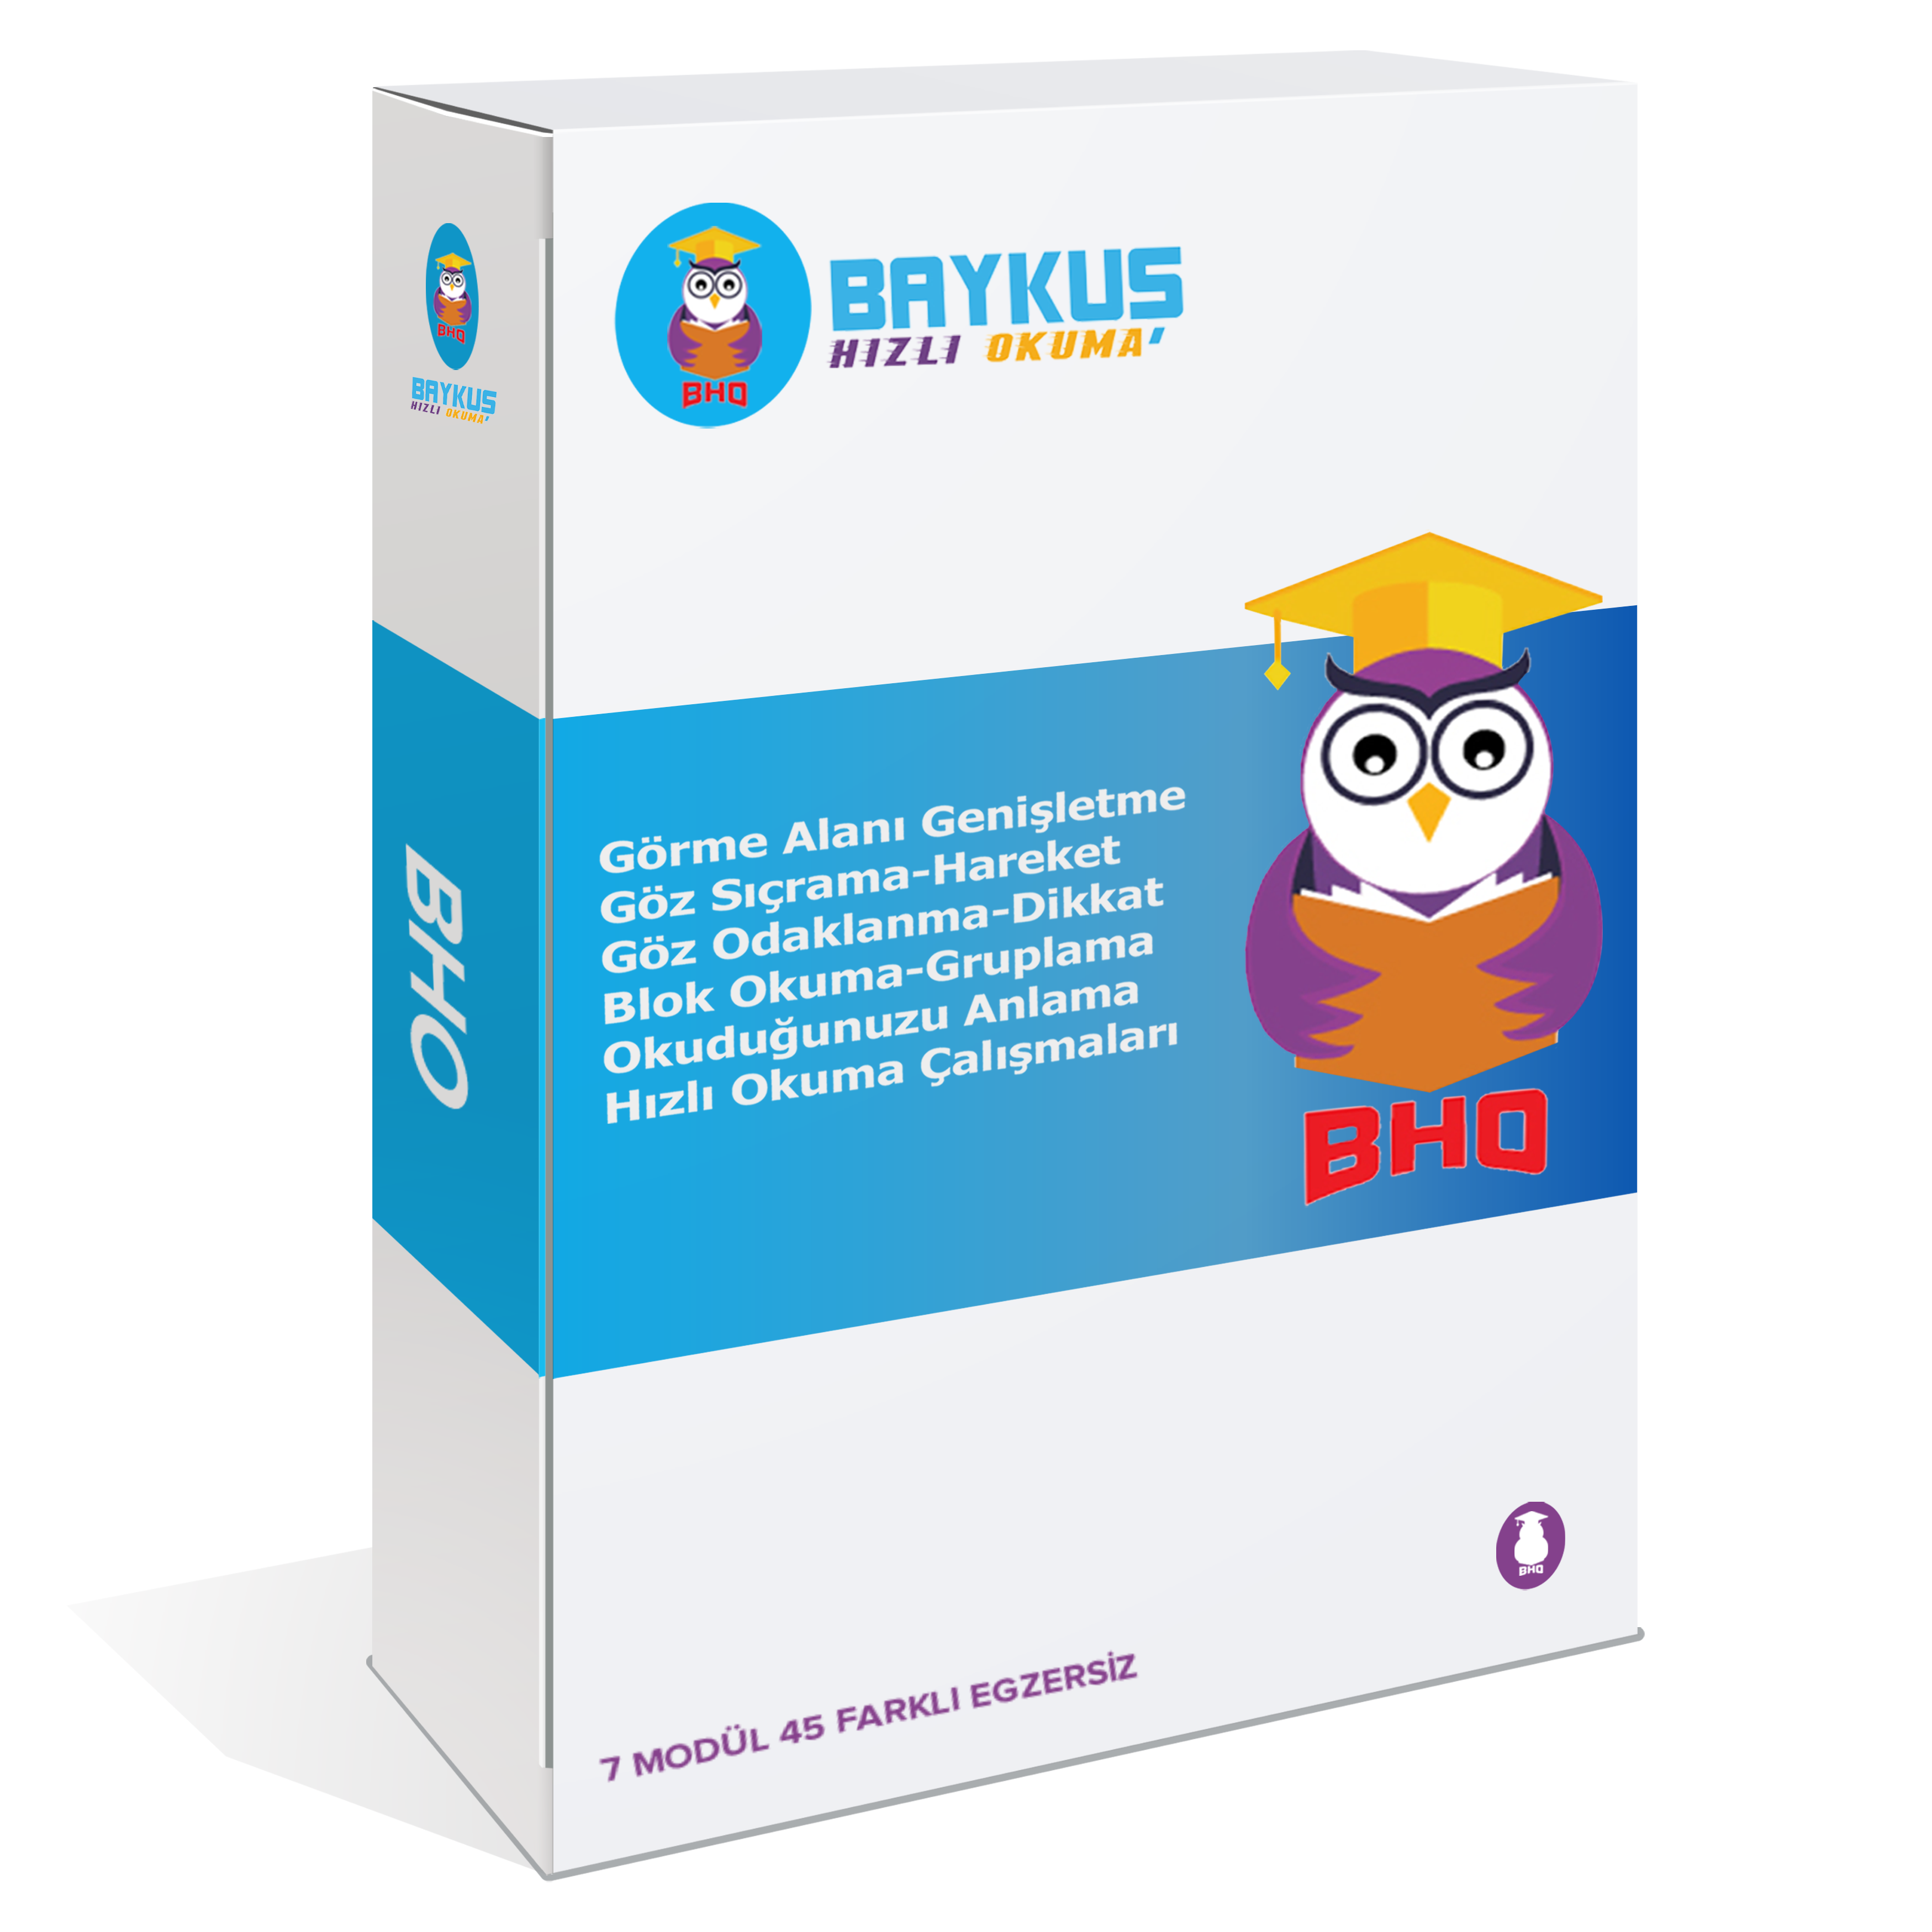 BHO
BAYKUS
HIZLI OKUMA'
BHO
BAYKUS
HIZLI OKUMA'
Görme Alanı Genişletme
Göz Sıçrama-Hareket
Göz Odaklanma-Dikkat
Blok Okuma-Gruplama
Okuduğunuzu Anlama
Hızlı Okuma Çalışmaları
BHO
BHO
BHO
7 MODÜL 45 FARKLI EGZERSİZ